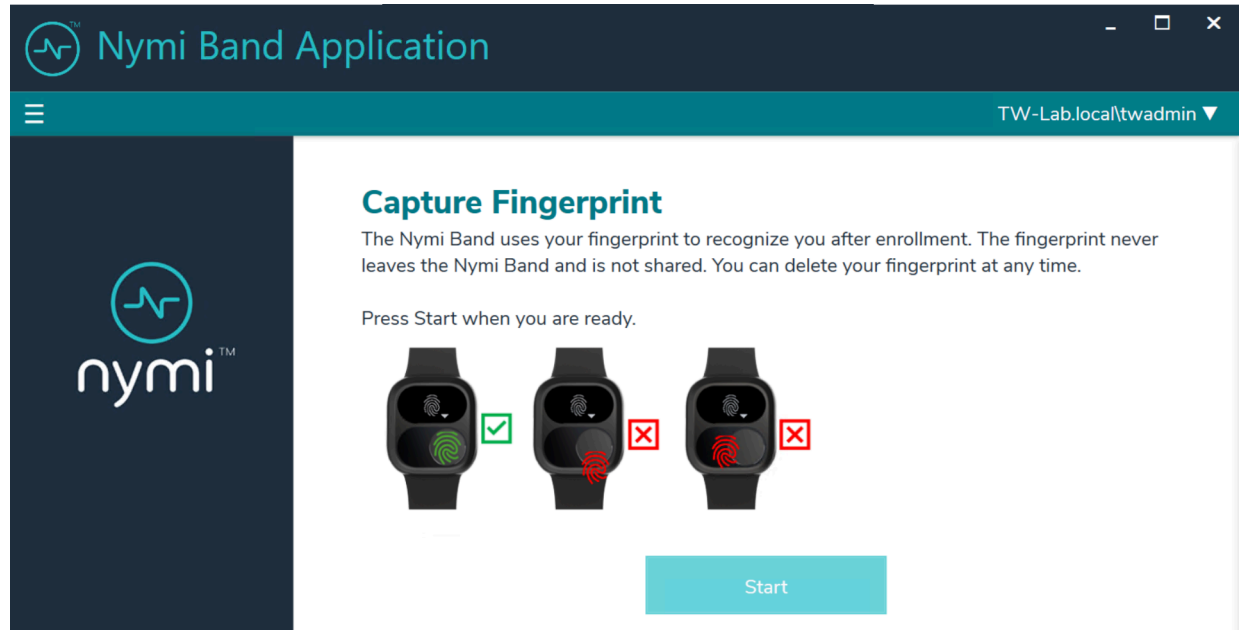 Nymi Band Application
TW-Lab.local\twadmin ▼
nymi™
Capture Fingerprint
The Nymi Band uses your fingerprint to recognize you after enrollment. The fingerprint never
leaves the Nymi Band and is not shared. You can delete your fingerprint at any time.
Press Start when you are ready.
Start